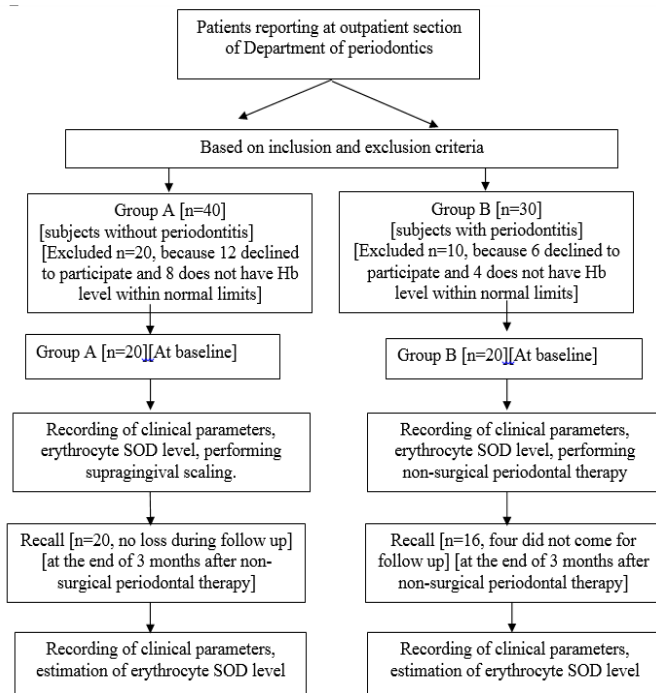 Patients reporting at outpatient section
of Department of periodontics
Based on inclusion and exclusion criteria
Group A [n=40]
[subjects without periodontitis]
[Excluded n=20, because 12 declined
to participate and 8 does not have Hb
level within normal limits]
Group B [n=30]
[subjects with periodontitis]
[Excluded n=10, because 6 declined to
participate and 4 does not have Hb
level within normal limits]
Group A [n=20][At baseline]
Group B [n=20][At baseline]
Recording of clinical parameters,
erythrocyte SOD level, performing
supragingival scaling.
Recording of clinical parameters,
erythrocyte SOD level, performing
non-surgical periodontal therapy
Recall [n=20, no loss during follow up]
[at the end of 3 months after non-
surgical periodontal therapy]
Recall [n=16, four did not come for
follow up] [at the end of 3 months after
non-surgical periodontal therapy]
Recording of clinical parameters,
estimation of erythrocyte SOD level
Recording of clinical parameters,
estimation of erythrocyte SOD level